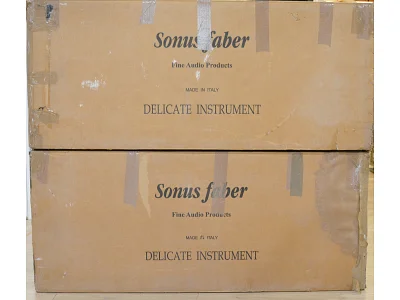 Sonus faber
Fine Audio Products
MADE IN ITALY
DELICATE INSTRUMENT
Sonus faber
Fine Audio Products
MADE IN ITALY
DELICATE INSTRUMENT